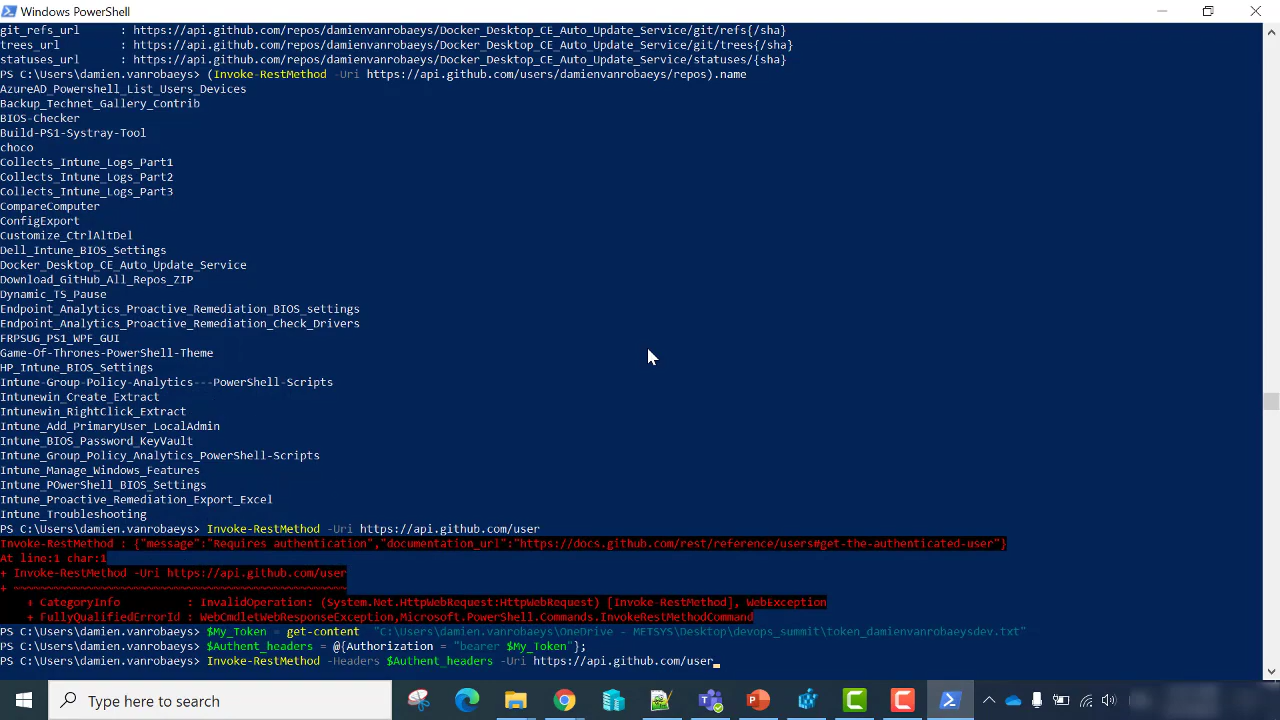 Windows PowerShell
git_refs_url     : https://api.github.com/repos/damienvanrobaeys/Docker_Desktop_CE_Auto_Update_Service/git/refs{/sha}
trees_url        : https://api.github.com/repos/damienvanrobaeys/Docker_Desktop_CE_Auto_Update_Service/git/trees{/sha}
statuses_url     : https://api.github.com/repos/damienvanrobaeys/Docker_Desktop_CE_Auto_Update_Service/statuses/{sha}
PS C:\Users\damien.vanrobaeys> (Invoke-RestMethod -Uri https://api.github.com/users/damienvanrobaeys/repos).name
AzureAD_Powershell_List_Users_Devices
Backup_Technet_Gallery_Contrib
BIOS-Checker
Build-PS1-Systray-Tool
choco
Collects_Intune_Logs_Part1
Collects_Intune_Logs_Part2
Collects_Intune_Logs_Part3
CompareComputer
ConfigExport
Customize_CtrlAltDel
Dell_Intune_BIOS_Settings
Docker_Desktop_CE_Auto_Update_Service
Download_GitHub_All_Repos_ZIP
Dynamic_TS_Pause
Endpoint_Analytics_Proactive_Remediation_BIOS_settings
Endpoint_Analytics_Proactive_Remediation_Check_Drivers
FRPSUG_PS1_WPF_GUI
Game-Of-Thrones-PowerShell-Theme
HP_Intune_BIOS_Settings
Intune-Group-Policy-Analytics---PowerShell-Scripts
Intunewin_Create_Extract
Intunewin_RightClick_Extract
Intune_Add_PrimaryUser_LocalAdmin
Intune_BIOS_Password_KeyVault
Intune_Group_Policy_Analytics_PowerShell-Scripts
Intune_Manage_Windows_Features
Intune_POwerShell_BIOS_Settings
Intune_Proactive_Remediation_Export_Excel
Intune_Troubleshooting
PS C:\Users\damien.vanrobaeys> Invoke-RestMethod -Uri https://api.github.com/user
Invoke-RestMethod : {"message":"Requires authentication","documentation_url":"https://docs.github.com/rest/reference/users#get-the-authenticated-user"}
At line:1 char:1
+ Invoke-RestMethod -Uri https://api.github.com/user
+ ~~~~~~~~~~~~~~~~~~~~~~~~~~~~~~~~~~~~~~~~~~~~~~~~~~
    + CategoryInfo          : InvalidOperation: (System.Net.HttpWebRequest:HttpWebRequest) [Invoke-RestMethod], WebException
    + FullyQualifiedErrorId : WebCmdletWebResponseException,Microsoft.PowerShell.Commands.InvokeRestMethodCommand
PS C:\Users\damien.vanrobaeys> $My_Token = get-content  "C:\Users\damien.vanrobaeys\OneDrive - METSYS\Desktop\devops_summit\token_damienvanrobaeysdev.txt"
PS C:\Users\damien.vanrobaeys> $Authent_headers = @{Authorization = "bearer $My_Token"};
PS C:\Users\damien.vanrobaeys> Invoke-RestMethod -Headers $Authent_headers -Uri https://api.github.com/user_
Type here to search